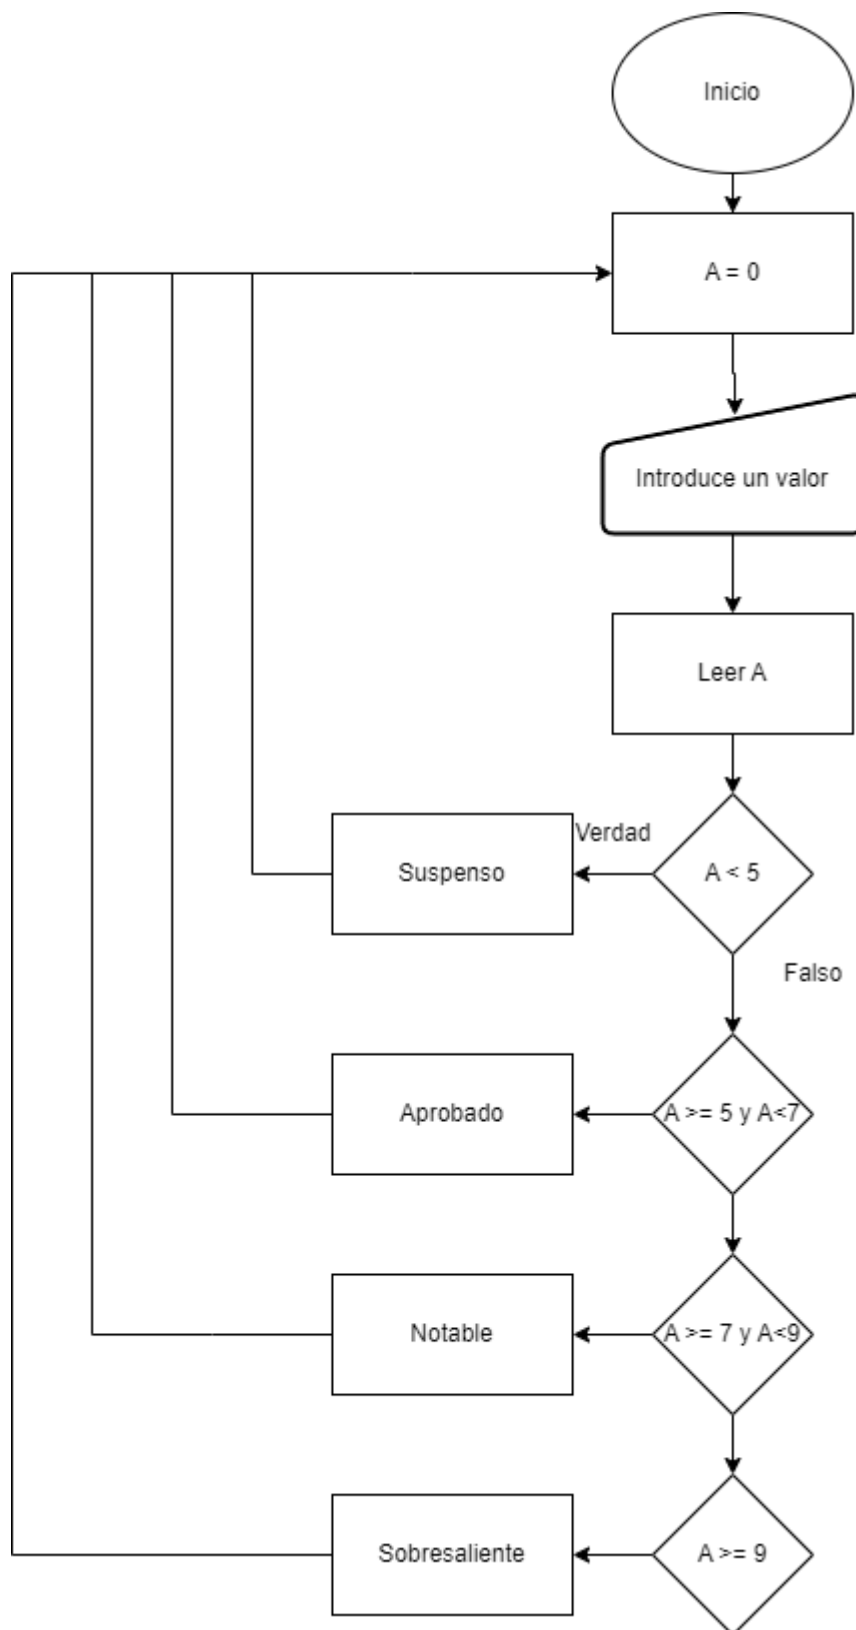 Inicio
A = 0
Introduce un valor
Leer A
Verdad
A < 5
Suspenso
Falso
A >= 5 y A<7
Aprobado
A >= 7 y A<9
Notable
A >= 9
Sobresaliente